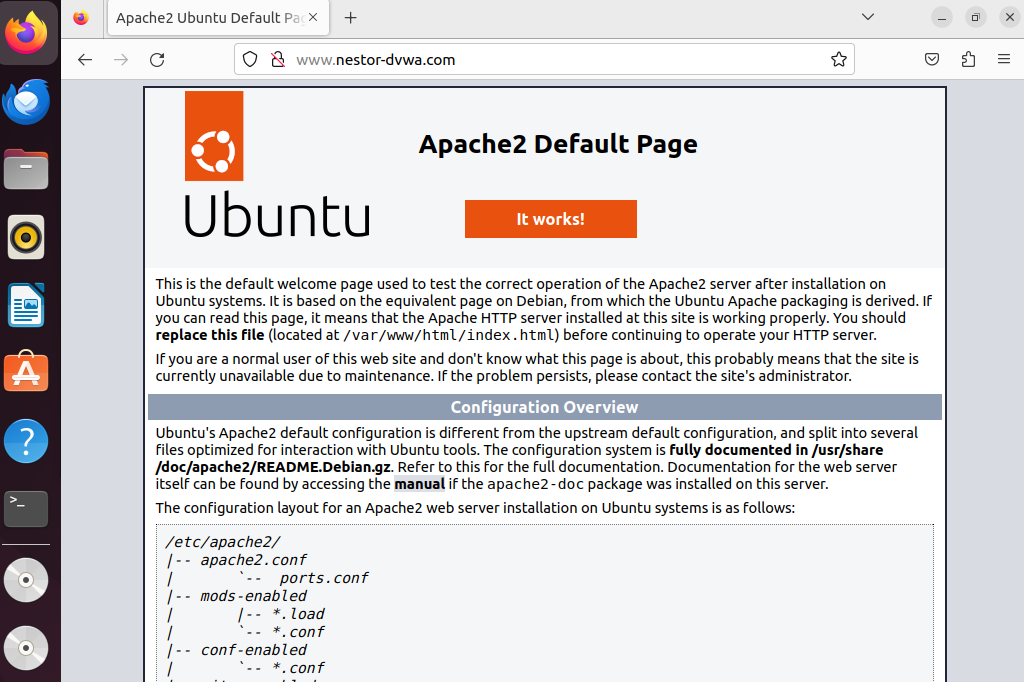 Apache2 Ubuntu Default Pag
www.nestor-dvwa.com
Ubuntu
Apache2 Default Page
It works!
This is the default welcome page used to test the correct operation of the Apache2 server after installation on
Ubuntu systems. It is based on the equivalent page on Debian, from which the Ubuntu Apache packaging is derived. If
you can read this page, it means that the Apache HTTP server installed at this site is working properly. You should
replace this file (located at /var/www/html/index.html) before continuing to operate your HTTP server.
If you are a normal user of this web site and don't know what this page is about, this probably means that the site is
currently unavailable due to maintenance. If the problem persists, please contact the site's administrator.
Configuration Overview
Ubuntu's Apache2 default configuration is different from the upstream default configuration, and split into several
files optimized for interaction with Ubuntu tools. The configuration system is fully documented in /usr/share
/doc/apache2/README.Debian.gz. Refer to this for the full documentation. Documentation for the web server
itself can be found by accessing the manual if the apache2-doc package was installed on this server.
The configuration layout for an Apache2 web server installation on Ubuntu systems is as follows:
/etc/apache2/
|-- apache2.conf
|       `--  ports.conf
|-- mods-enabled
|       |-- *.load
|       `-- *.conf
|-- conf-enabled
|       `-- *.conf